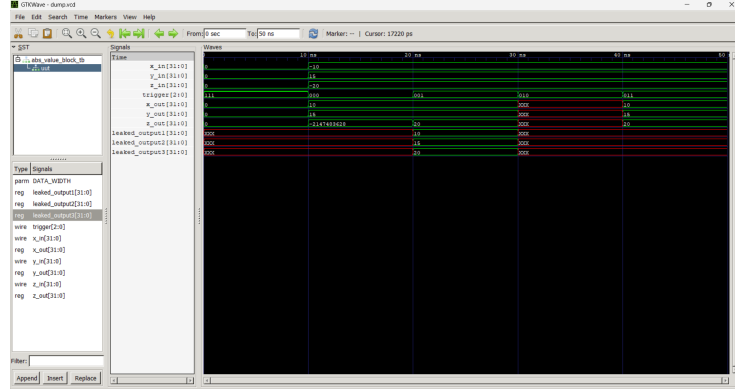 GTKWave - dump.vcd
File Edit Search Time Markers View Help
From: 0 sec To: 50 ns Marker: -- | Cursor: 17220 ps
SST
abs_value_block_tb
uut
Type Signals
parm DATA_WIDTH
reg leaked_output1[31:0]
reg leaked_output2[31:0]
reg leaked_output3[31:0]
wire trigger[2:0]
wire x_in[31:0]
reg x_out[31:0]
wire y_in[31:0]
reg y_out[31:0]
wire z_in[31:0]
reg z_out[31:0]
Filter:
Append Insert Replace
Signals
Time
x_in[31:0]
y_in[31:0]
z_in[31:0]
trigger[2:0]
x_out[31:0]
y_out[31:0]
z_out[31:0]
leaked_output1[31:0]
leaked_output2[31:0]
leaked_output3[31:0]
Waves
10 ns 20 ns 30 ns 40 ns 50
0 -10
0 15
0 -20
111 000 001 010 011
0 10 XXX 10
0 15 XXX 15
0 20 XXX 20
XXX 10 XXX
XXX 15 XXX
XXX 20 XXX